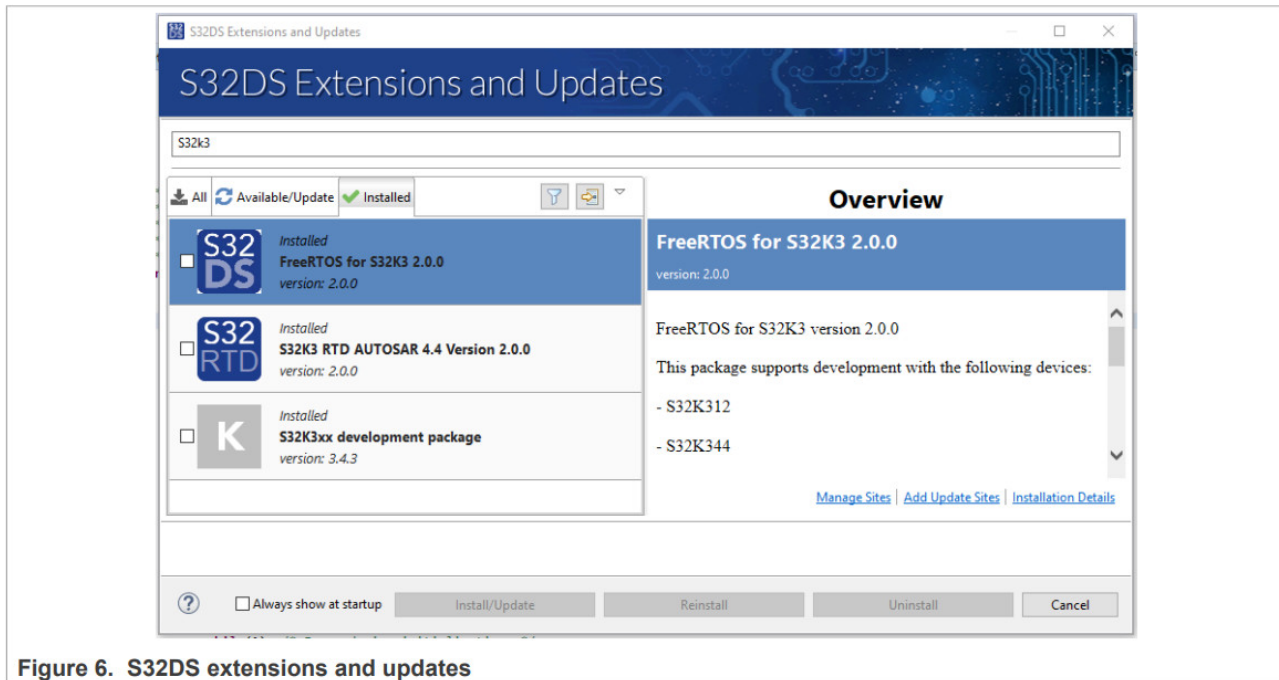 S32DS Extensions and Updates
S32DS Extensions and Updates
S32k3
All Available/Update Installed
S32
DS
Installed
FreeRTOS for S32K3 2.0.0
version: 2.0.0
S32
RTD
Installed
S32K3 RTD AUTOSAR 4.4 Version 2.0.0
version: 2.0.0
K
Installed
S32K3xx development package
version: 3.4.3
Overview
FreeRTOS for S32K3 2.0.0
version: 2.0.0
FreeRTOS for S32K3 version 2.0.0
This package supports development with the following devices:
- S32K312
- S32K344
Manage Sites | Add Update Sites | Installation Details
? Always show at startup Install/Update Reinstall Uninstall Cancel
Figure 6. S32DS extensions and updates